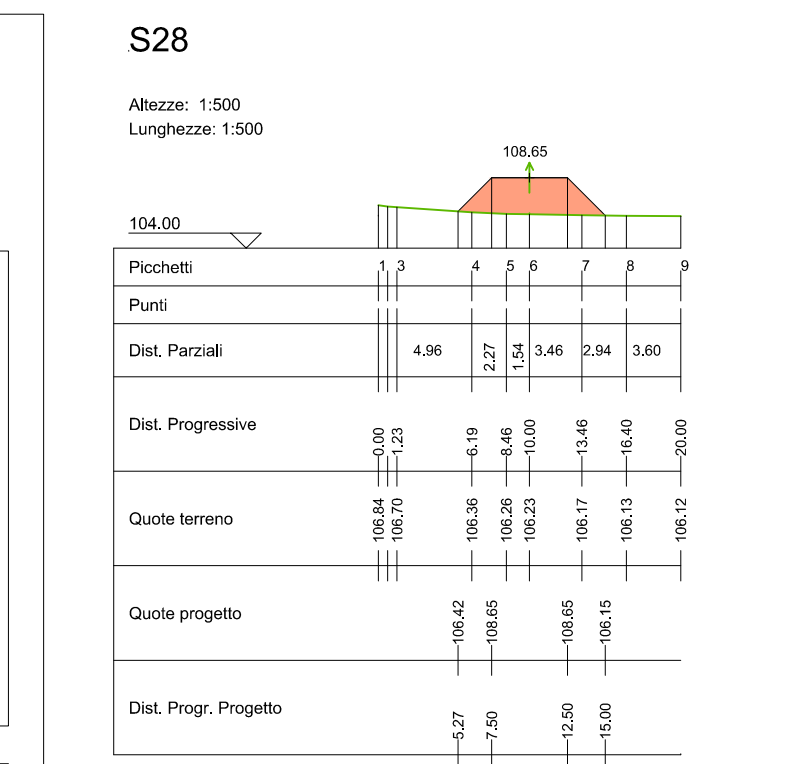 S28
Altezze: 1:500
Lunghezze: 1:500
108.65
104.00
Picchetti 1 3 4 5 6 7 8 9
Punti
Dist. Parziali 4.96 2.27 1.54 3.46 2.94 3.60
Dist. Progressive 0.00 1.23 6.19 8.46 10.00 13.46 16.40 20.00
Quote terreno 106.84 106.70 106.36 106.26 106.23 106.17 106.13 106.12
Quote progetto 106.42 108.65 108.65 106.15
Dist. Progr. Progetto 5.27 7.50 12.50 15.00